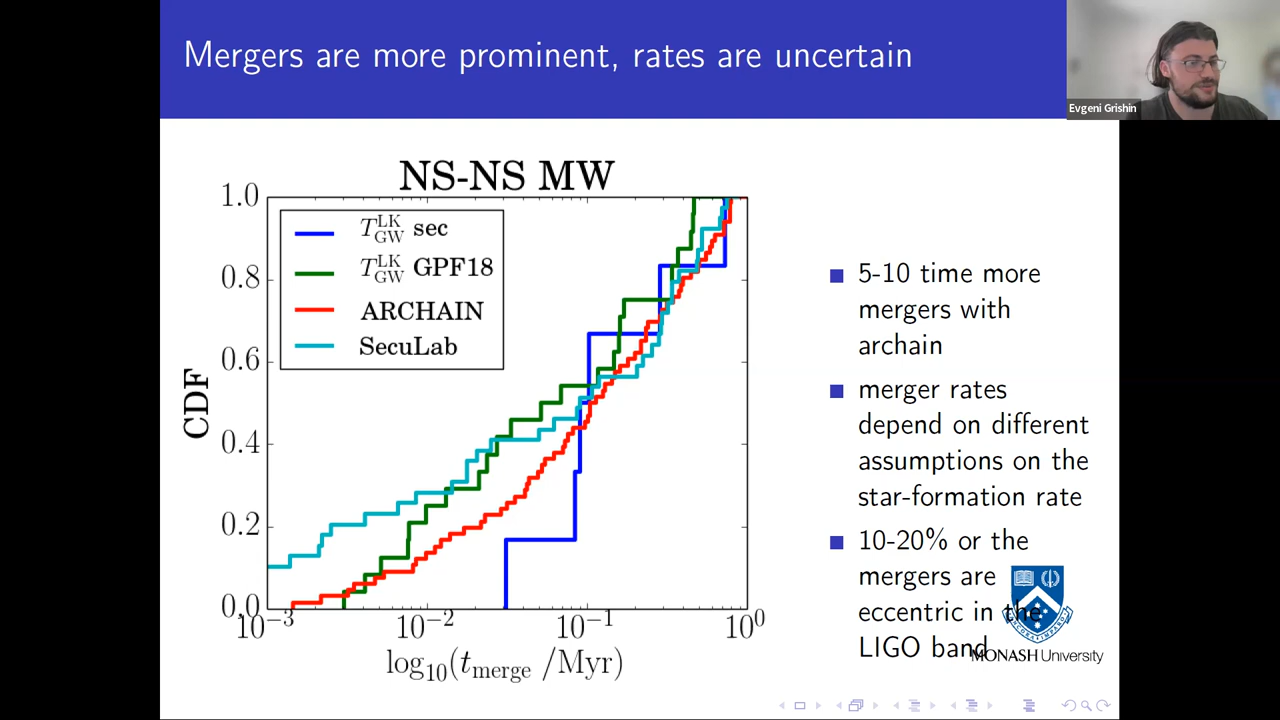 Mergers are more prominent, rates are uncertain
Evgeni Grishin
NS-NS MW
1.0
0.8
0.6
0.4
0.2
0.0
CDF
T_GW^LK sec
T_GW^LK GPF18
ARCHAIN
SecuLab
10^-3 10^-2 10^-1 10^0
log_10(t_merge /Myr)
5-10 time more
mergers with
archain
merger rates
depend on different
assumptions on the
star-formation rate
10-20% or the
mergers are
eccentric in the
LIGO band
MONASH University